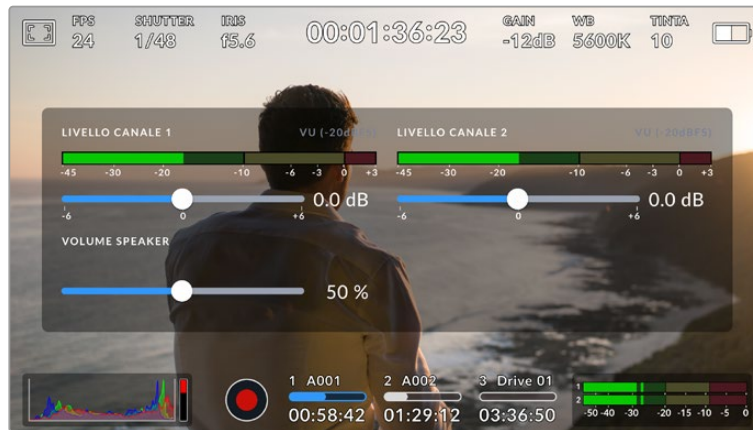 FPS SHUTTER IRIS 00:01:36:23 GAIN WB TINTA
24 1/48 f5.6 -12dB 5600K 10
LIVELLO CANALE 1 VU (-20dBFS) LIVELLO CANALE 2 VU (-20dBFS)
-45 -30 -20 -10 -6 -3 0 +3 -45 -30 -20 -10 -6 -3 0 +3
0.0 dB 0.0 dB
-6 0 +6 -6 0 +6
VOLUME SPEAKER
50 %
1 A001 2 A002 3 Drive 01
00:58:42 01:29:12 03:36:50
1
2
-50 -40 -30 -20 -15 -10 -5 0